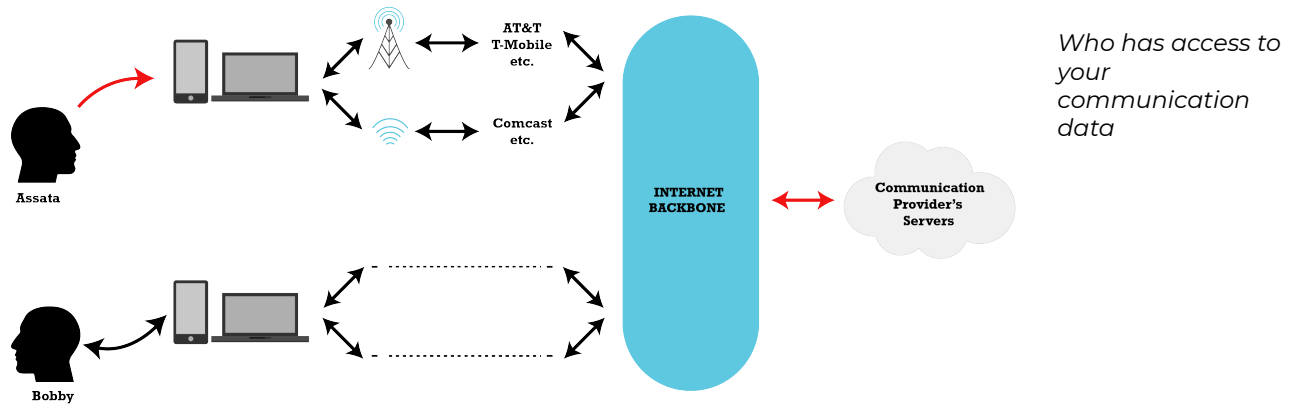 AT&T
T-Mobile
etc.
Comcast
etc.
Assata
Bobby
INTERNET
BACKBONE
Communication
Provider's
Servers
Who has access to
your
communication
data